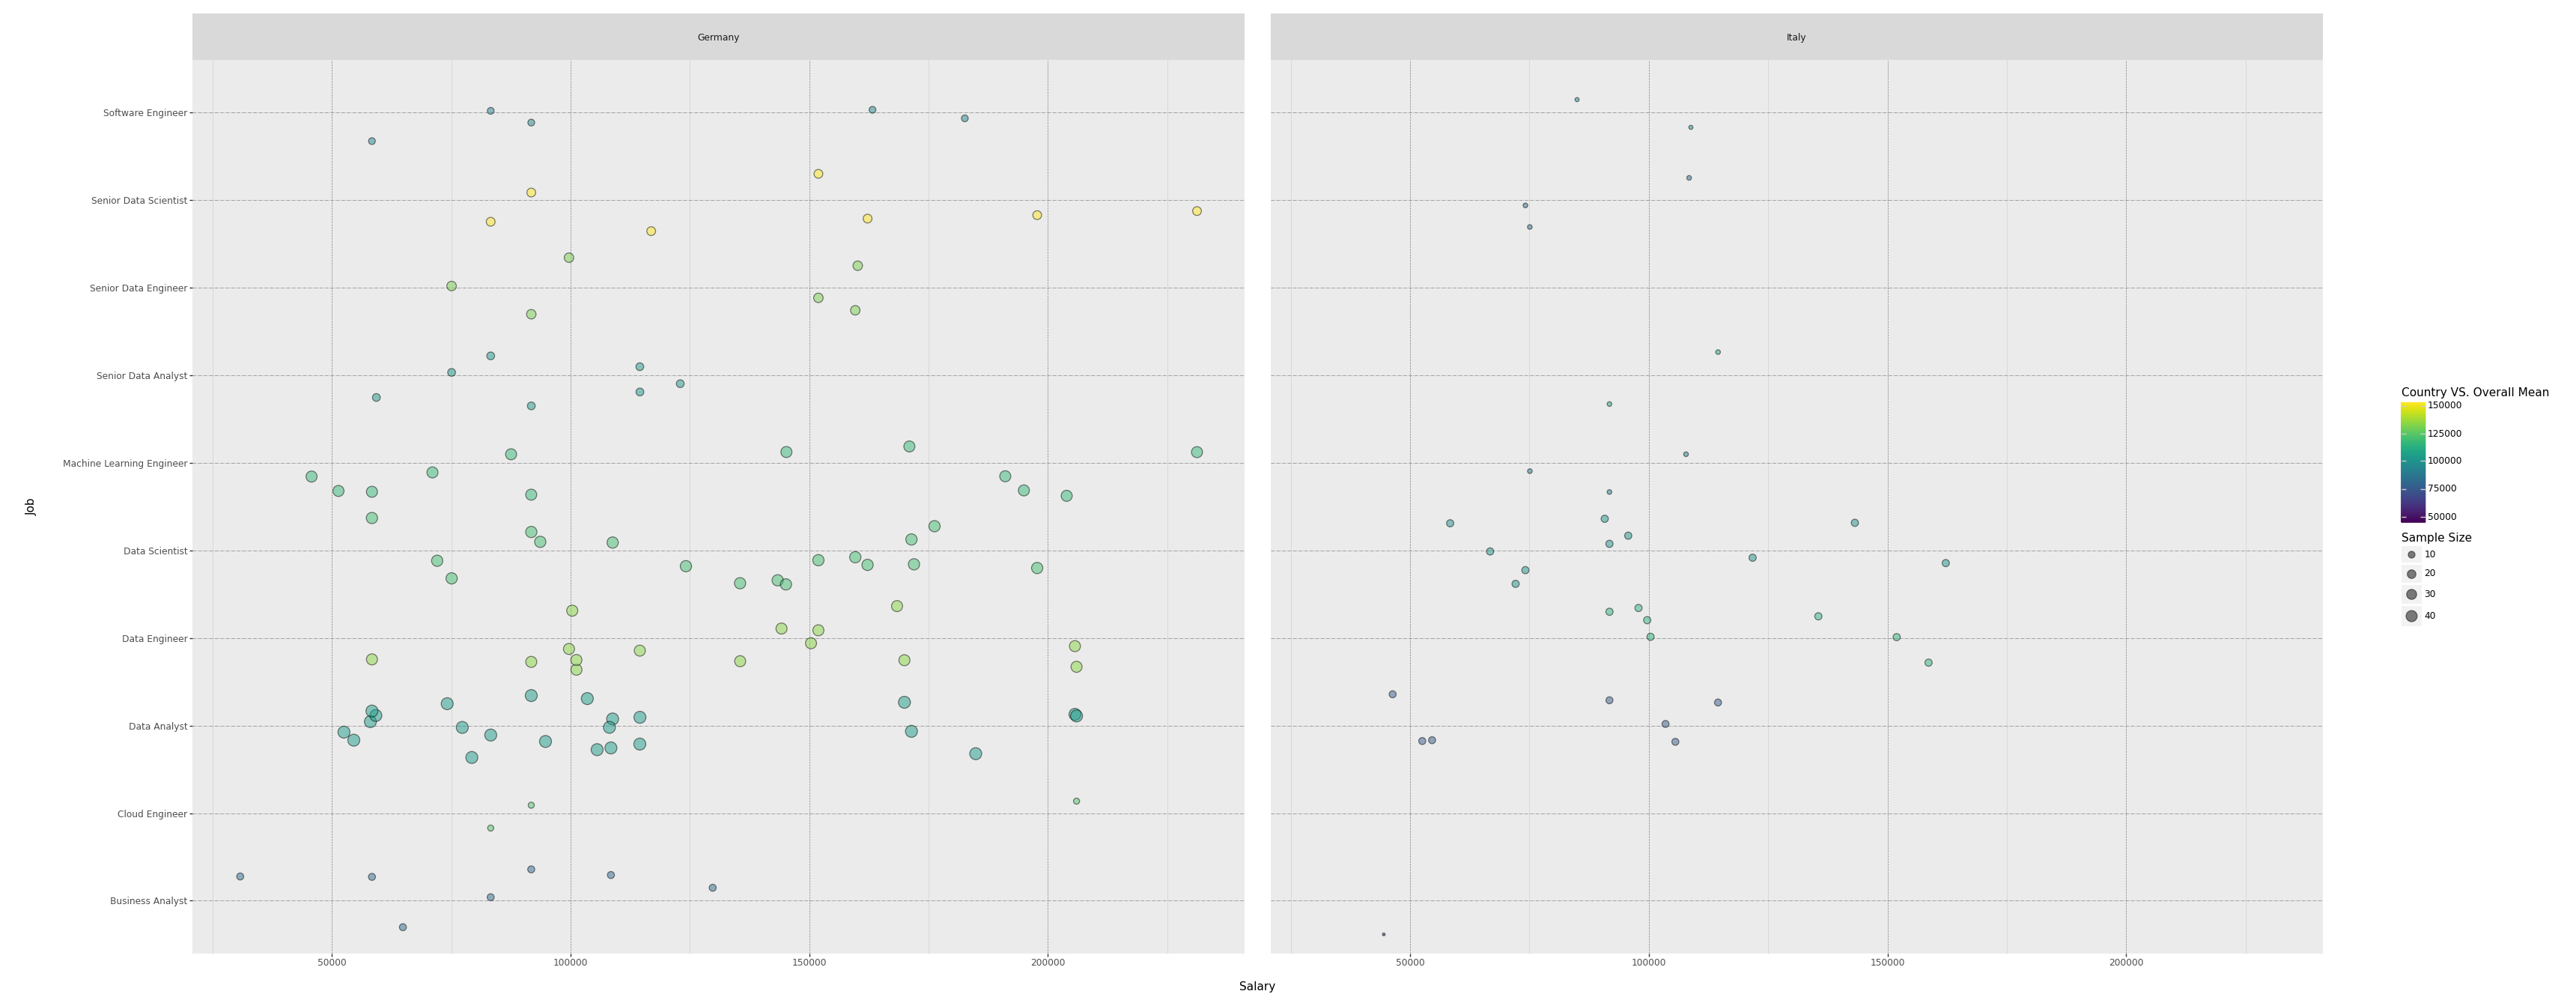 Germany
Italy
Software Engineer
Senior Data Scientist
Senior Data Engineer
Senior Data Analyst
Machine Learning Engineer
Data Scientist
Data Engineer
Data Analyst
Cloud Engineer
Business Analyst
Job
50000
100000
150000
200000
50000
100000
150000
200000
Salary
Country VS. Overall Mean
150000
125000
100000
75000
50000
Sample Size
10
20
30
40